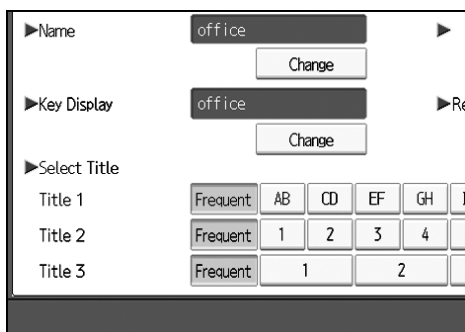 ▶Name office ▶
Change
▶Key Display office ▶Re
Change
▶Select Title
Title 1 Frequent AB CD EF GH
Title 2 Frequent 1 2 3 4
Title 3 Frequent 1 2